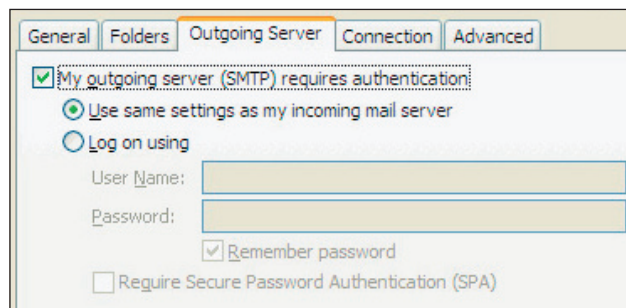 General Folders Outgoing Server Connection Advanced
My outgoing server (SMTP) requires authentication
Use same settings as my incoming mail server
Log on using
User Name:
Password:
Remember password
Require Secure Password Authentication (SPA)